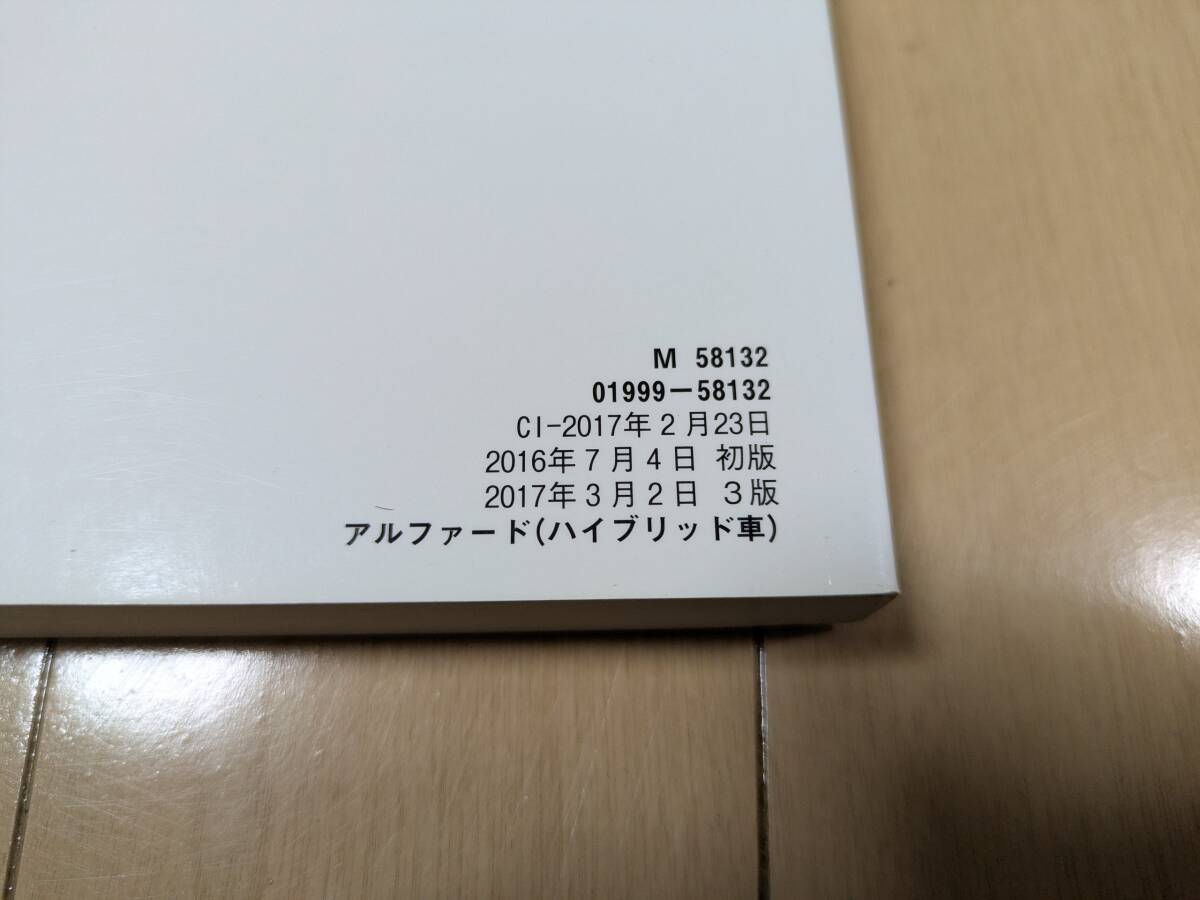 M 58132
01999−58132
CI-2017年2月23日
2016年7月4日 初版
2017年3月2日 3版
アルファード(ハイブリッド車)